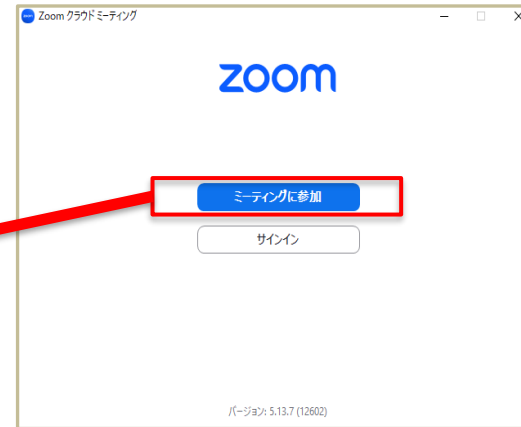 Zoom クラウド ミーティング
zoom
ミーティングに参加
サインイン
バージョン: 5.13.7 (12602)